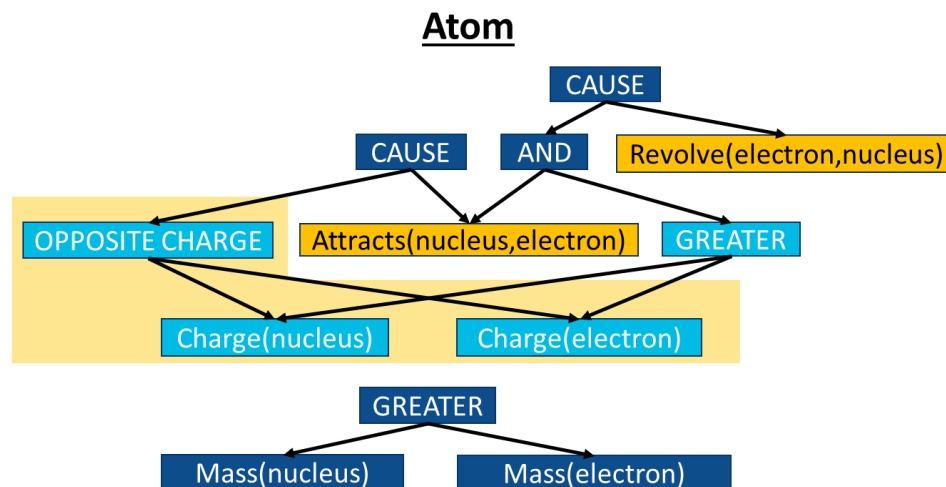 Atom
CAUSE
CAUSE
AND
Revolve(electron,nucleus)
OPPOSITE CHARGE
Attracts(nucleus,electron)
GREATER
Charge(nucleus)
Charge(electron)
GREATER
Mass(nucleus)
Mass(electron)